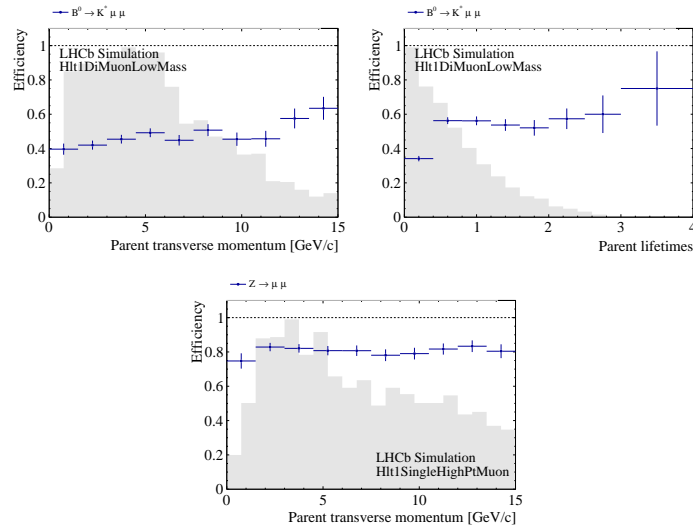 B⁰ → K* μ μ
Efficiency
1
0.8
0.6
0.4
0.2
0
LHCb Simulation
Hlt1DiMuonLowMass
0 5 10 15
Parent transverse momentum [GeV/c]
B⁰ → K* μ μ
Efficiency
1
0.8
0.6
0.4
0.2
0
LHCb Simulation
Hlt1DiMuonLowMass
0 1 2 3 4
Parent lifetimes
Z → μ μ
Efficiency
1
0.8
0.6
0.4
0.2
0
LHCb Simulation
Hlt1SingleHighPtMuon
0 5 10 15
Parent transverse momentum [GeV/c]